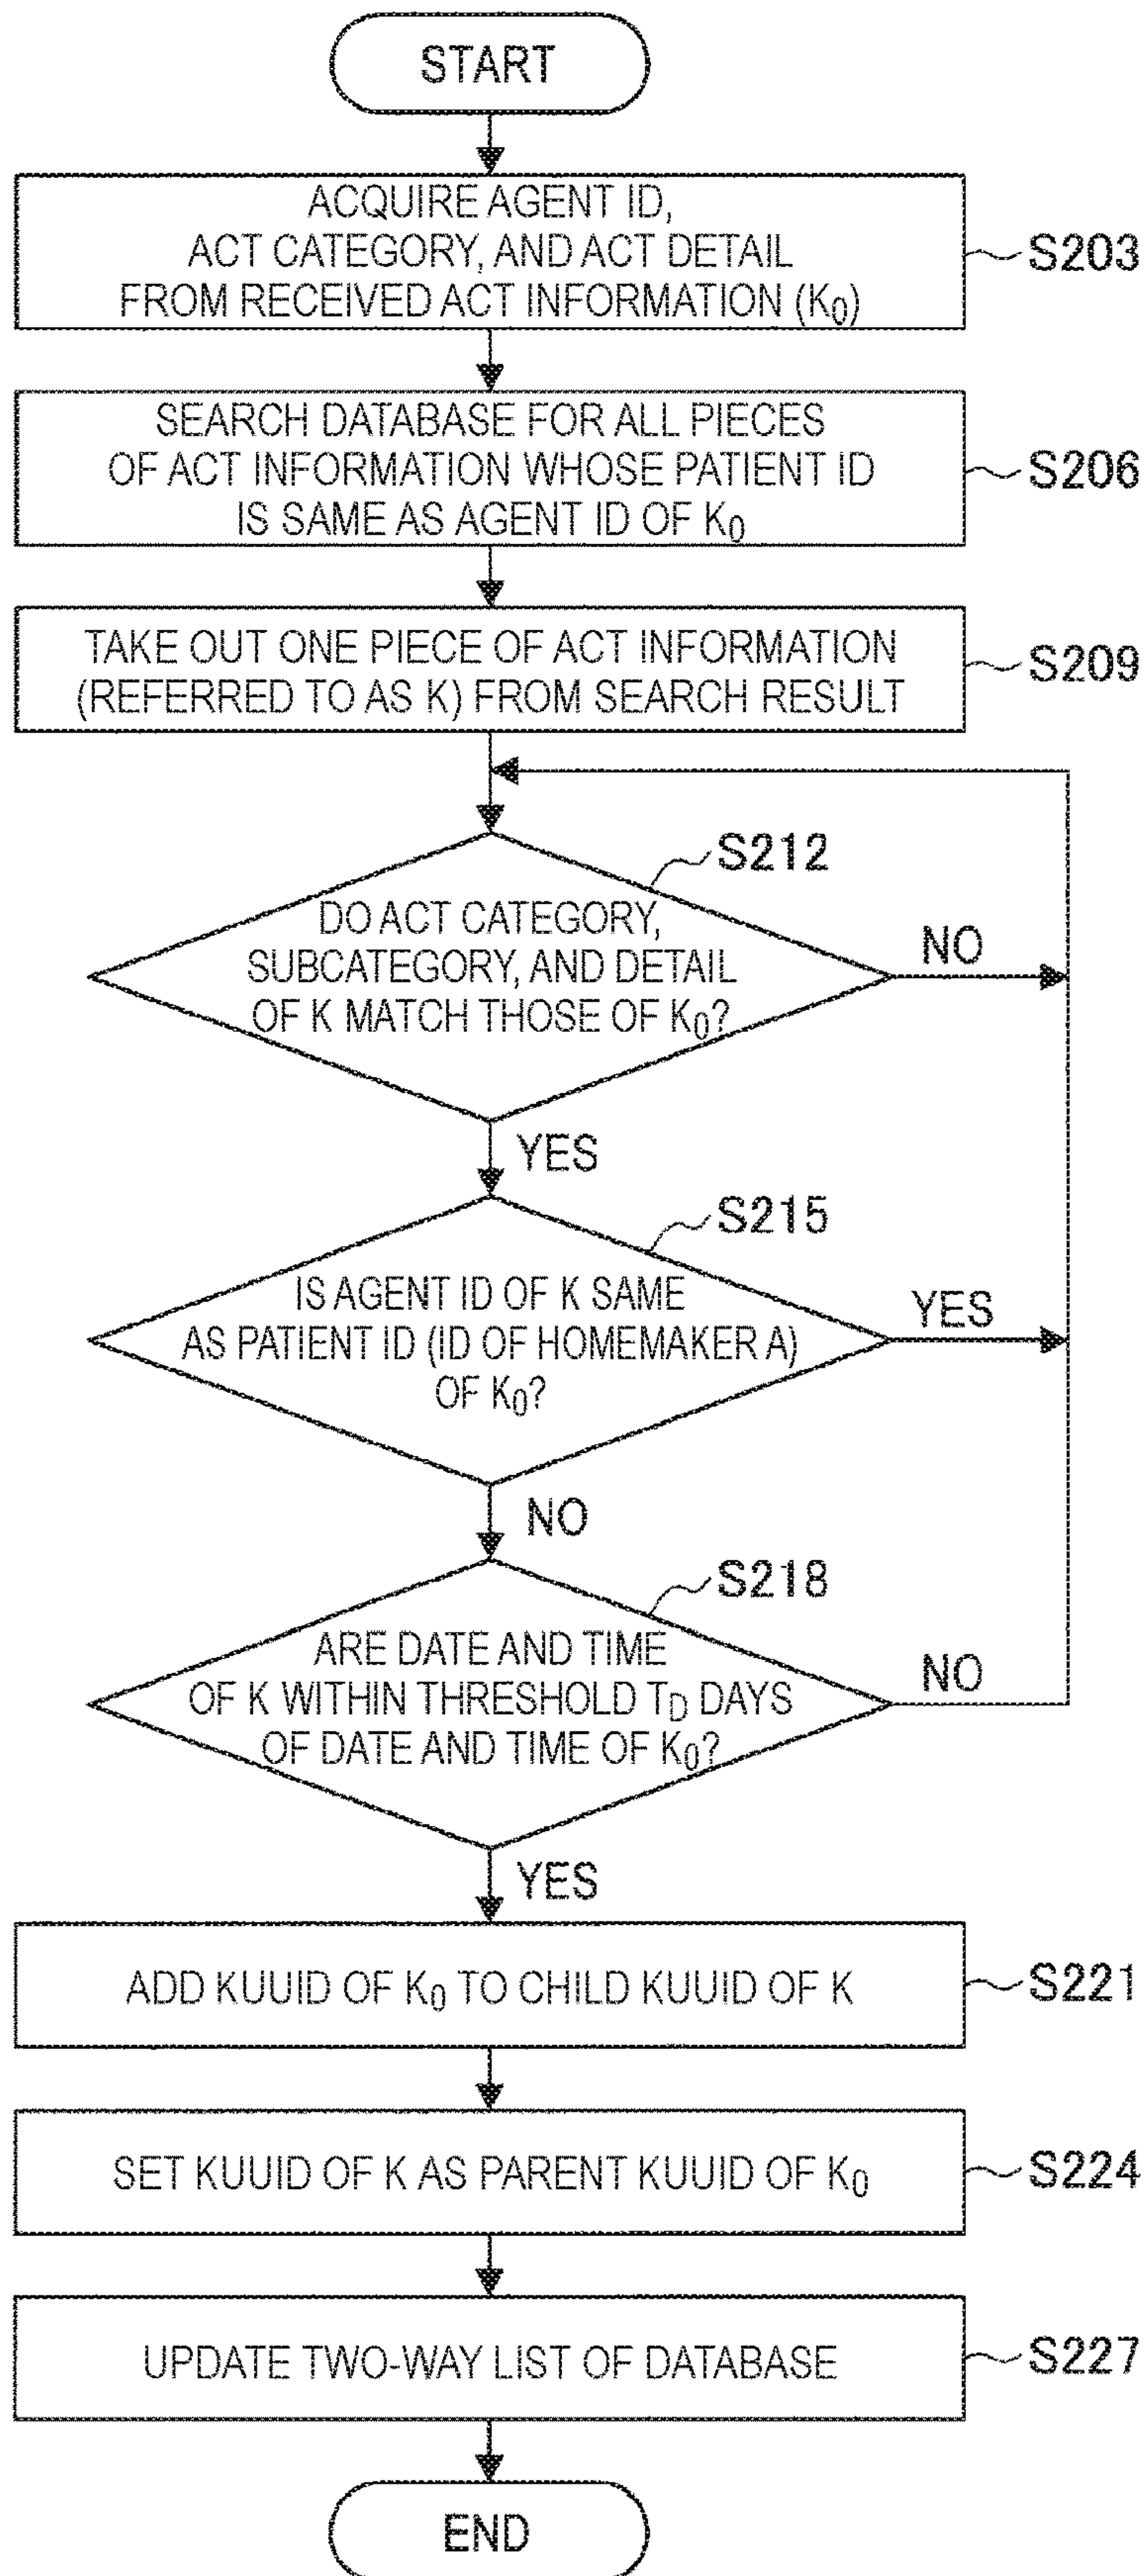 START
ACQUIRE AGENT ID,
ACT CATEGORY, AND ACT DETAIL
FROM RECEIVED ACT INFORMATION (K0)
S203
SEARCH DATABASE FOR ALL PIECES
OF ACT INFORMATION WHOSE PATIENT ID
IS SAME AS AGENT ID OF K0
S206
TAKE OUT ONE PIECE OF ACT INFORMATION
(REFERRED TO AS K) FROM SEARCH RESULT
S209
S212
DO ACT CATEGORY,
SUBCATEGORY, AND DETAIL
OF K MATCH THOSE OF K0?
NO
YES
S215
IS AGENT ID OF K SAME
AS PATIENT ID (ID OF HOMEMAKER A)
OF K0?
YES
NO
S218
ARE DATE AND TIME
OF K WITHIN THRESHOLD TD DAYS
OF DATE AND TIME OF K0?
NO
YES
ADD KUUID OF K0 TO CHILD KUUID OF K
S221
SET KUUID OF K AS PARENT KUUID OF K0
S224
UPDATE TWO-WAY LIST OF DATABASE
S227
END